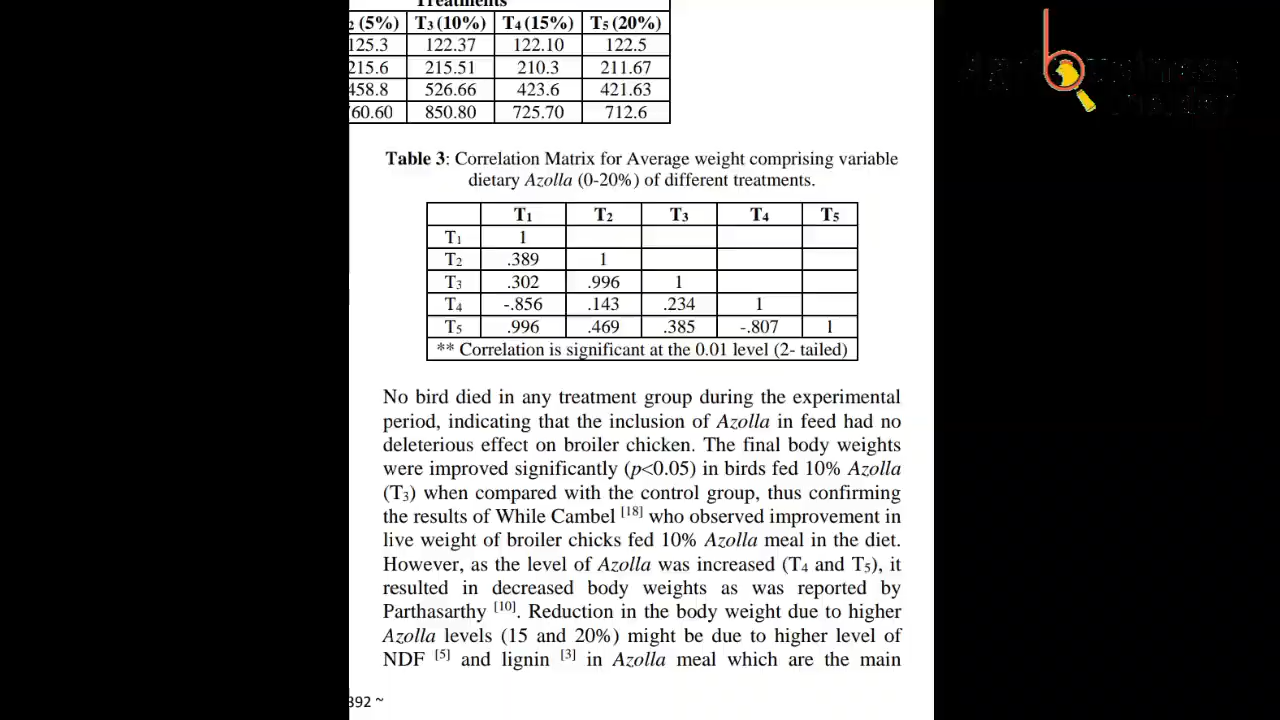 Treatments
(5%) T3 (10%) T4 (15%) T5 (20%)
125.3 122.37 122.10 122.5
215.6 215.51 210.3 211.67
458.8 526.66 423.6 421.63
60.60 850.80 725.70 712.6
Table 3: Correlation Matrix for Average weight comprising variable
dietary Azolla (0-20%) of different treatments.
T1 T2 T3 T4 T5
T1 1
T2 .389 1
T3 .302 .996 1
T4 -.856 .143 .234 1
T5 .996 .469 .385 -.807 1
** Correlation is significant at the 0.01 level (2- tailed)
No bird died in any treatment group during the experimental
period, indicating that the inclusion of Azolla in feed had no
deleterious effect on broiler chicken. The final body weights
were improved significantly (p<0.05) in birds fed 10% Azolla
(T3) when compared with the control group, thus confirming
the results of While Cambel [18] who observed improvement in
live weight of broiler chicks fed 10% Azolla meal in the diet.
However, as the level of Azolla was increased (T4 and T5), it
resulted in decreased body weights as was reported by
Parthasarthy [10]. Reduction in the body weight due to higher
Azolla levels (15 and 20%) might be due to higher level of
NDF [5] and lignin [3] in Azolla meal which are the main
392 ~